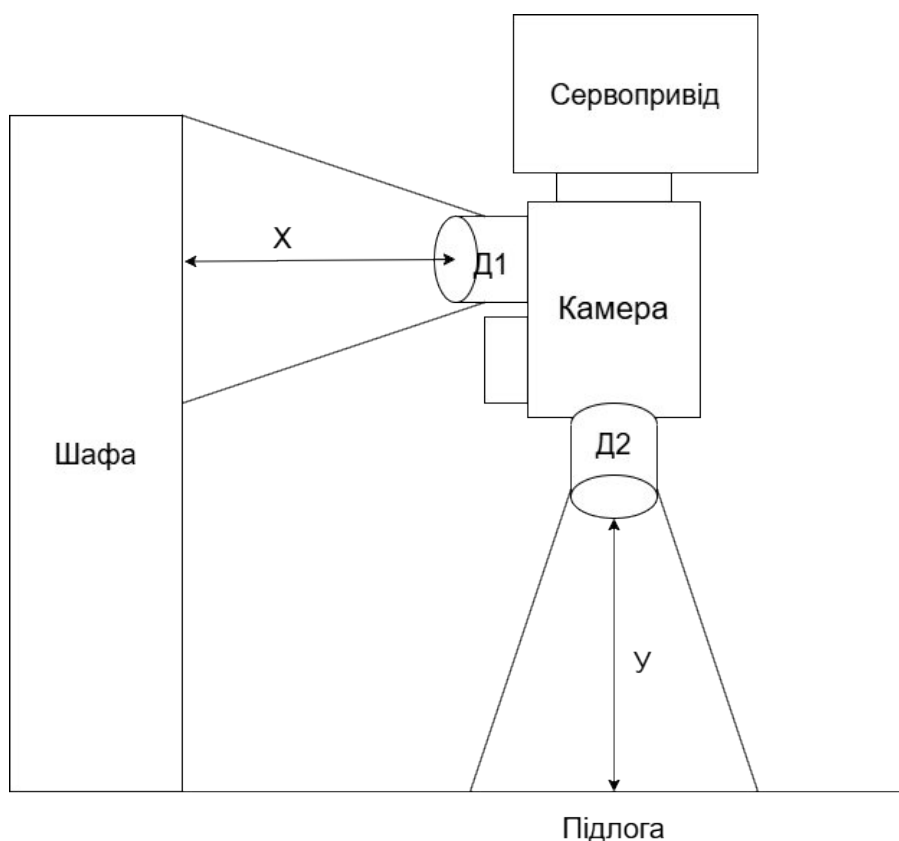 Сервопривід
Х
Д1
Камера
Шафа
Д2
У
Підлога